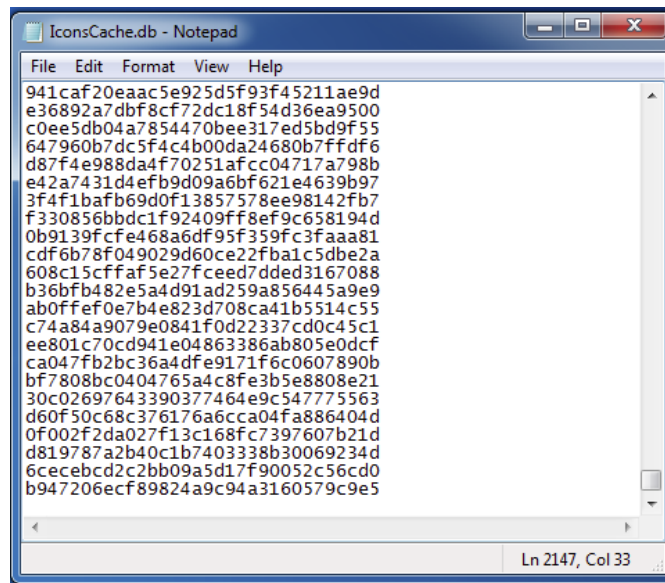 IconsCache.db - Notepad
File Edit Format View Help
941caf20eaac5e925d5f93f45211ae9d
e36892a7dbf8cf72dc18f54d36ea9500
c0ee5db04a7854470bee317ed5bd9f55
647960b7dc5f4c4b00da24680b7ffdf6
d87f4e988da4f70251afcc04717a798b
e42a7431d4efb9d09a6bf621e4639b97
3f4f1bafb69d0f13857578ee98142fb7
f330856bbdc1f92409ff8ef9c658194d
0b9139fcfe468a6df95f359fc3faaa81
cdf6b78f049029d60ce22fba1c5dbe2a
608c15cffaf5e27fceed7dded3167088
b36bfb482e5a4d91ad259a856445a9e9
ab0ffef0e7b4e823d708ca41b5514c55
c74a84a9079e0841f0d22337cd0c45c1
ee801c70cd941e04863386ab805e0dcf
ca047fb2bc36a4dfe9171f6c0607890b
bf7808bc0404765a4c8fe3b5e8808e21
30c02697643390377464e9c547775563
d60f50c68c376176a6cca04fa886404d
0f002f2da027f13c168fc7397607b21d
d819787a2b40c1b7403338b30069234d
6cecebcd2c2bb09a5d17f90052c56cd0
b947206ecf89824a9c94a3160579c9e5
Ln 2147, Col 33